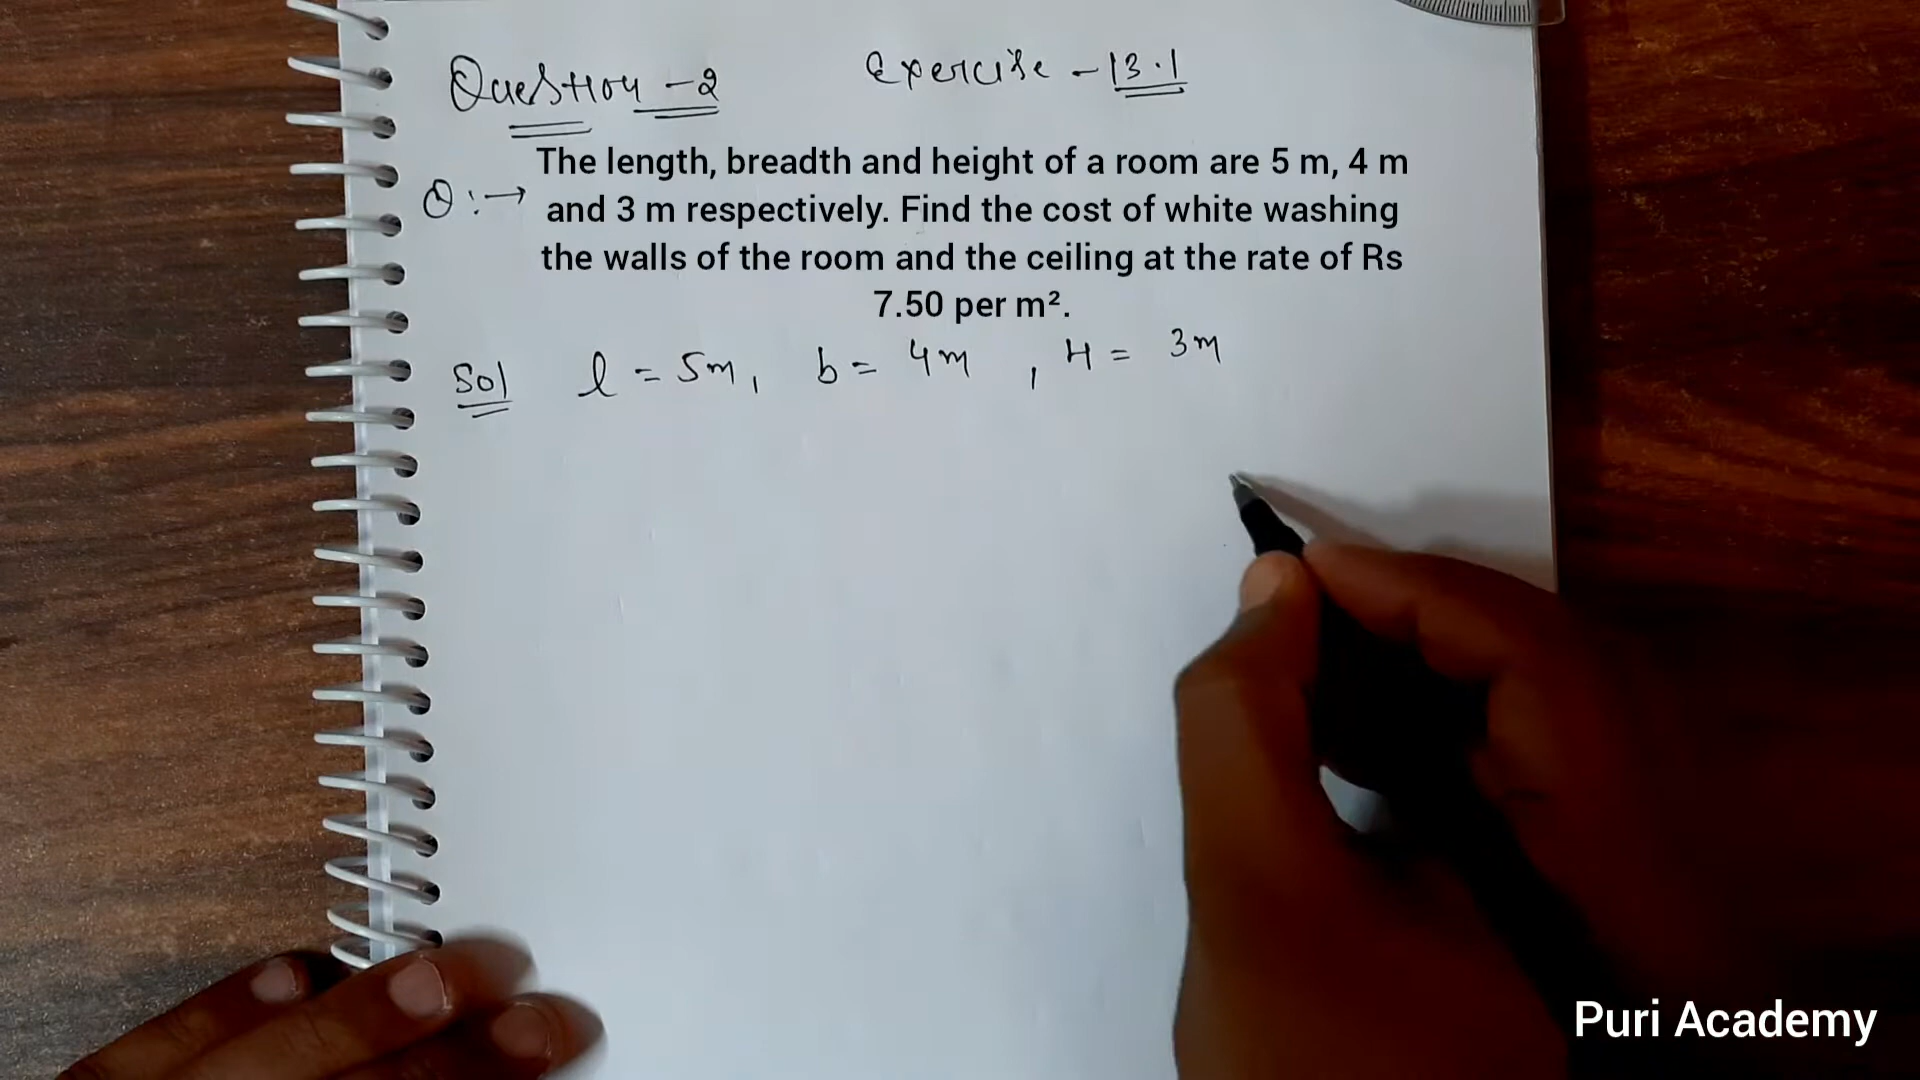 Question - 2 Exercise - 13.1
Q :→ The length, breadth and height of a room are 5 m, 4 m
and 3 m respectively. Find the cost of white washing
the walls of the room and the ceiling at the rate of Rs
7.50 per m².
Sol l = 5m, b = 4m , H = 3m
Puri Academy